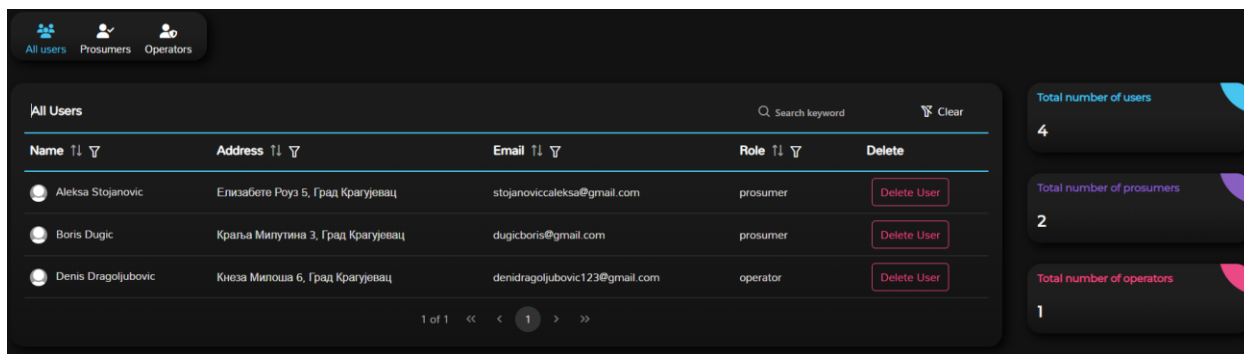 All users Prosumers Operators
All Users Search keyword Clear
Name Address Email Role Delete
Aleksa Stojanovic Елизабете Роуз 5, Град Крагујевац stojanoviccaleksa@gmail.com prosumer Delete User
Boris Dugic Краља Милутина 3, Град Крагујевац dugicboris@gmail.com prosumer Delete User
Denis Dragoljubovic Кнеза Милоша 6, Град Крагујевац denidragoljubovic123@gmail.com operator Delete User
1 of 1 « ‹ 1 › »
Total number of users
4
Total number of prosumers
2
Total number of operators
1